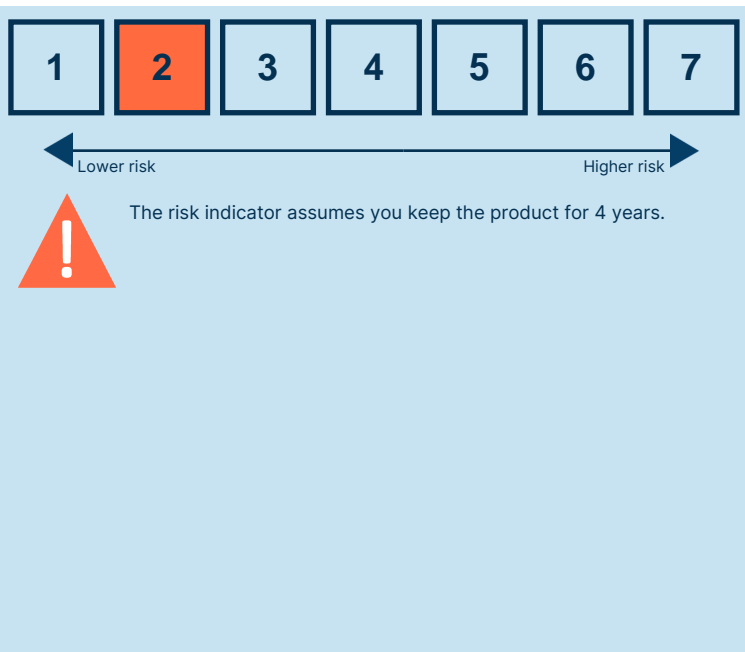 1 2 3 4 5 6 7
Lower risk Higher risk
!
The risk indicator assumes you keep the product for 4 years.